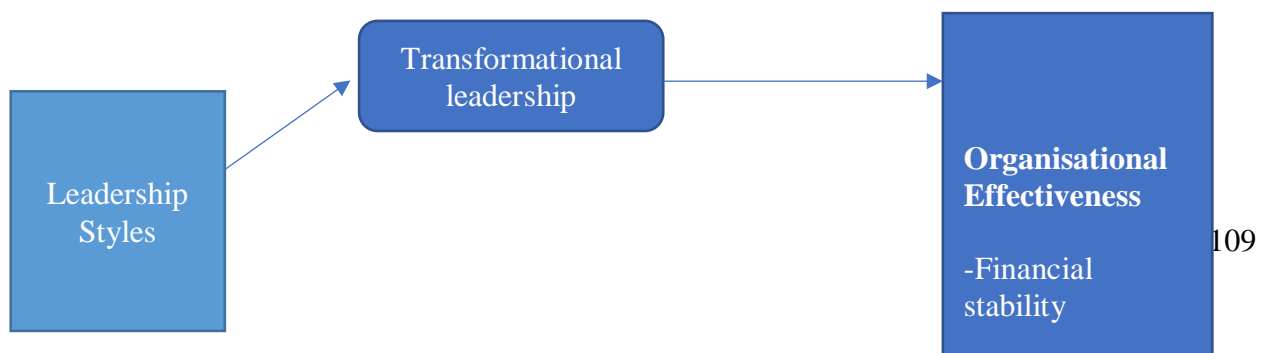 Transformational
leadership
Leadership
Styles
Organisational
Effectiveness
-Financial
stability
109